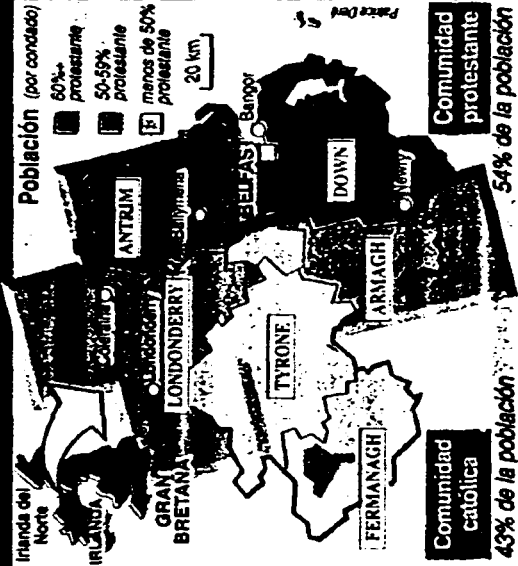 Irlanda del
Norte
IRLANDA
GRAN
BRETAÑA
Población (por condado)
60%+
protestante
50-59%
protestante
menos de 50%
protestante
20 km
Coleraine
Londonderry
LONDONDERRY
ANTRIM
Ballymena
BELFAST
Bangor
TYRONE
DOWN
Newry
ARMAGH
FERMANAGH
Comunidad
católica
43% de la población
Comunidad
protestante
54% de la población